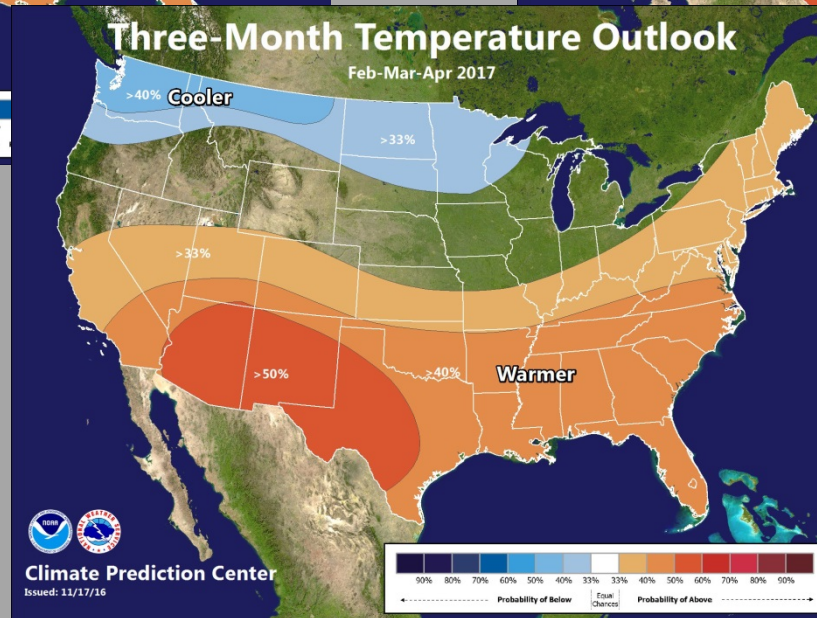 Three-Month Temperature Outlook
Feb-Mar-Apr 2017
>40%
Cooler
>33%
>33%
>50%
>40%
Warmer
NOAA
Climate Prediction Center
Issued: 11/17/16
90% 80% 70% 60% 50% 40% 33% 33% 40% 50% 60% 70% 80% 90%
Probability of Below
Equal
Chances
Probability of Above